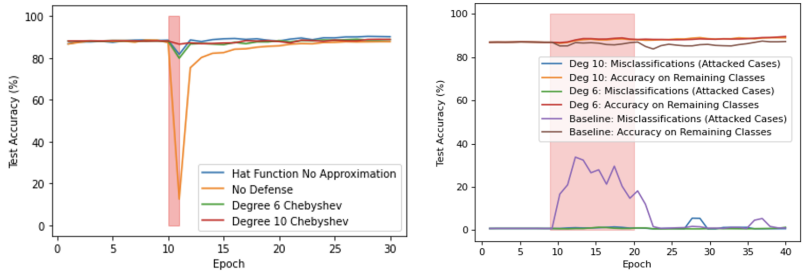 100
80
60
40
20
0
Test Accuracy (%)
0 5 10 15 20 25 30
Epoch
Hat Function No Approximation
No Defense
Degree 6 Chebyshev
Degree 10 Chebyshev
100
80
60
40
20
0
Test Accuracy (%)
0 5 10 15 20 25 30 35 40
Epoch
Deg 10: Misclassifications (Attacked Cases)
Deg 10: Accuracy on Remaining Classes
Deg 6: Misclassifications (Attacked Cases)
Deg 6: Accuracy on Remaining Classes
Baseline: Misclassifications (Attacked Cases)
Baseline: Accuracy on Remaining Classes